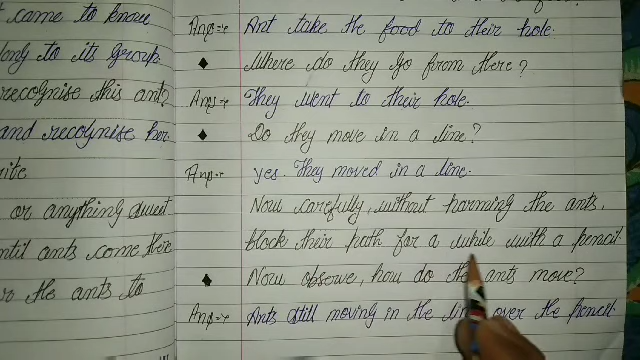 t came to know
long to its group.
recognise this ant?
and recognise her.
nite
or anything sweet
ntil ants come there
the ants to
Ans→ Ant take the food to their hole.
♦ Where do they go from there?
Ans→ They went to their hole.
♦ Do they move in a line?
Ans→ yes. They moved in a line.
Now carefully, without harming the ants,
block their path for a while with a pencil
♦ Now observe, how do the ants move?
Ans→ Ants still moving in the line over the pencil.